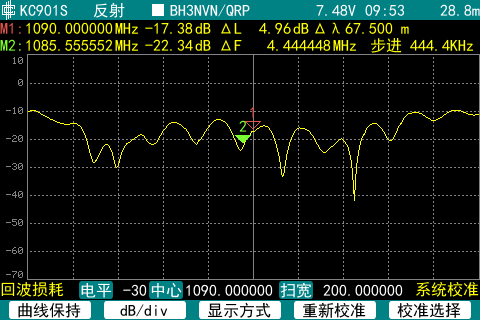 KC901S 反射 BH3NVN/QRP 7.48V 09:53 28.8m
M1:1090.000000MHz -17.38dB ΔL 4.96dB Δλ 67.500 m
M2:1085.555552MHz -22.34dB ΔF 4.444448MHz 步进 444.4KHz
10
0
-10
1
2
-20
-30
-40
-50
-60
-70
回波损耗 电平 -30 中心 1090.000000 扫宽 200.000000 系统校准
曲线保持 dB/div 显示方式 重新校准 校准选择